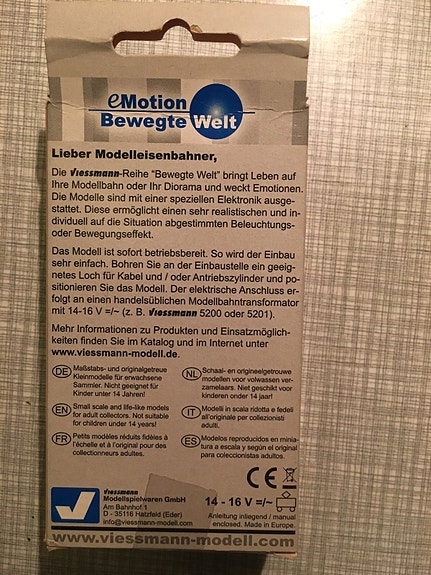 eMotion
Bewegte Welt
Lieber Modelleisenbahner,
Die Viessmann-Reihe "Bewegte Welt" bringt Leben auf
Ihre Modellbahn oder Ihr Diorama und weckt Emotionen.
Die Modelle sind mit einer speziellen Elektronik ausge-
stattet. Diese ermöglicht einen sehr realistischen und in-
dividuell auf die Situation abgestimmten Beleuchtungs-
oder Bewegungseffekt.
Das Modell ist sofort betriebsbereit. So wird der Einbau
sehr einfach. Bohren Sie an der Einbaustelle ein geeig-
netes Loch für Kabel und / oder Antriebszylinder und po-
sitionieren Sie das Modell. Der elektrische Anschluss er-
folgt an einen handelsüblichen Modellbahntransformator
mit 14-16 V =/~ (z. B. Viessmann 5200 oder 5201).
Mehr Informationen zu Produkten und Einsatzmöglich-
keiten finden Sie im Katalog und im Internet unter
www.viessmann-modell.de.
DE Maßstabs- und originalgetreue
Kleinmodelle für erwachsene
Sammler. Nicht geeignet für
Kinder unter 14 Jahren!
EN Small scale and life-like models
for adult collectors. Not suitable
for children under 14 years!
FR Petits modèles réduits fidèles à
l'échelle et à l'original pour des
collectionneurs adultes.
NL Schaal- en origineelgetrouwe
modellen voor volwassen ver-
zamelaars. Niet geschikt voor
kinderen onder 14 jaar!
IT Modelli in scala ridotta e fedeli
all'originale per collezionisti
adulti.
ES Modelos reproducidos en minia-
tura a escala y según el original
para coleccionistas adultos.
CE
Viessmann
Modellspielwaren GmbH
Am Bahnhof 1
D - 35116 Hatzfeld (Eder)
info@viessmann-modell.com
14 - 16 V =/~
Anleitung inliegend / manual
enclosed. Made in Europe.
www.viessmann-modell.com